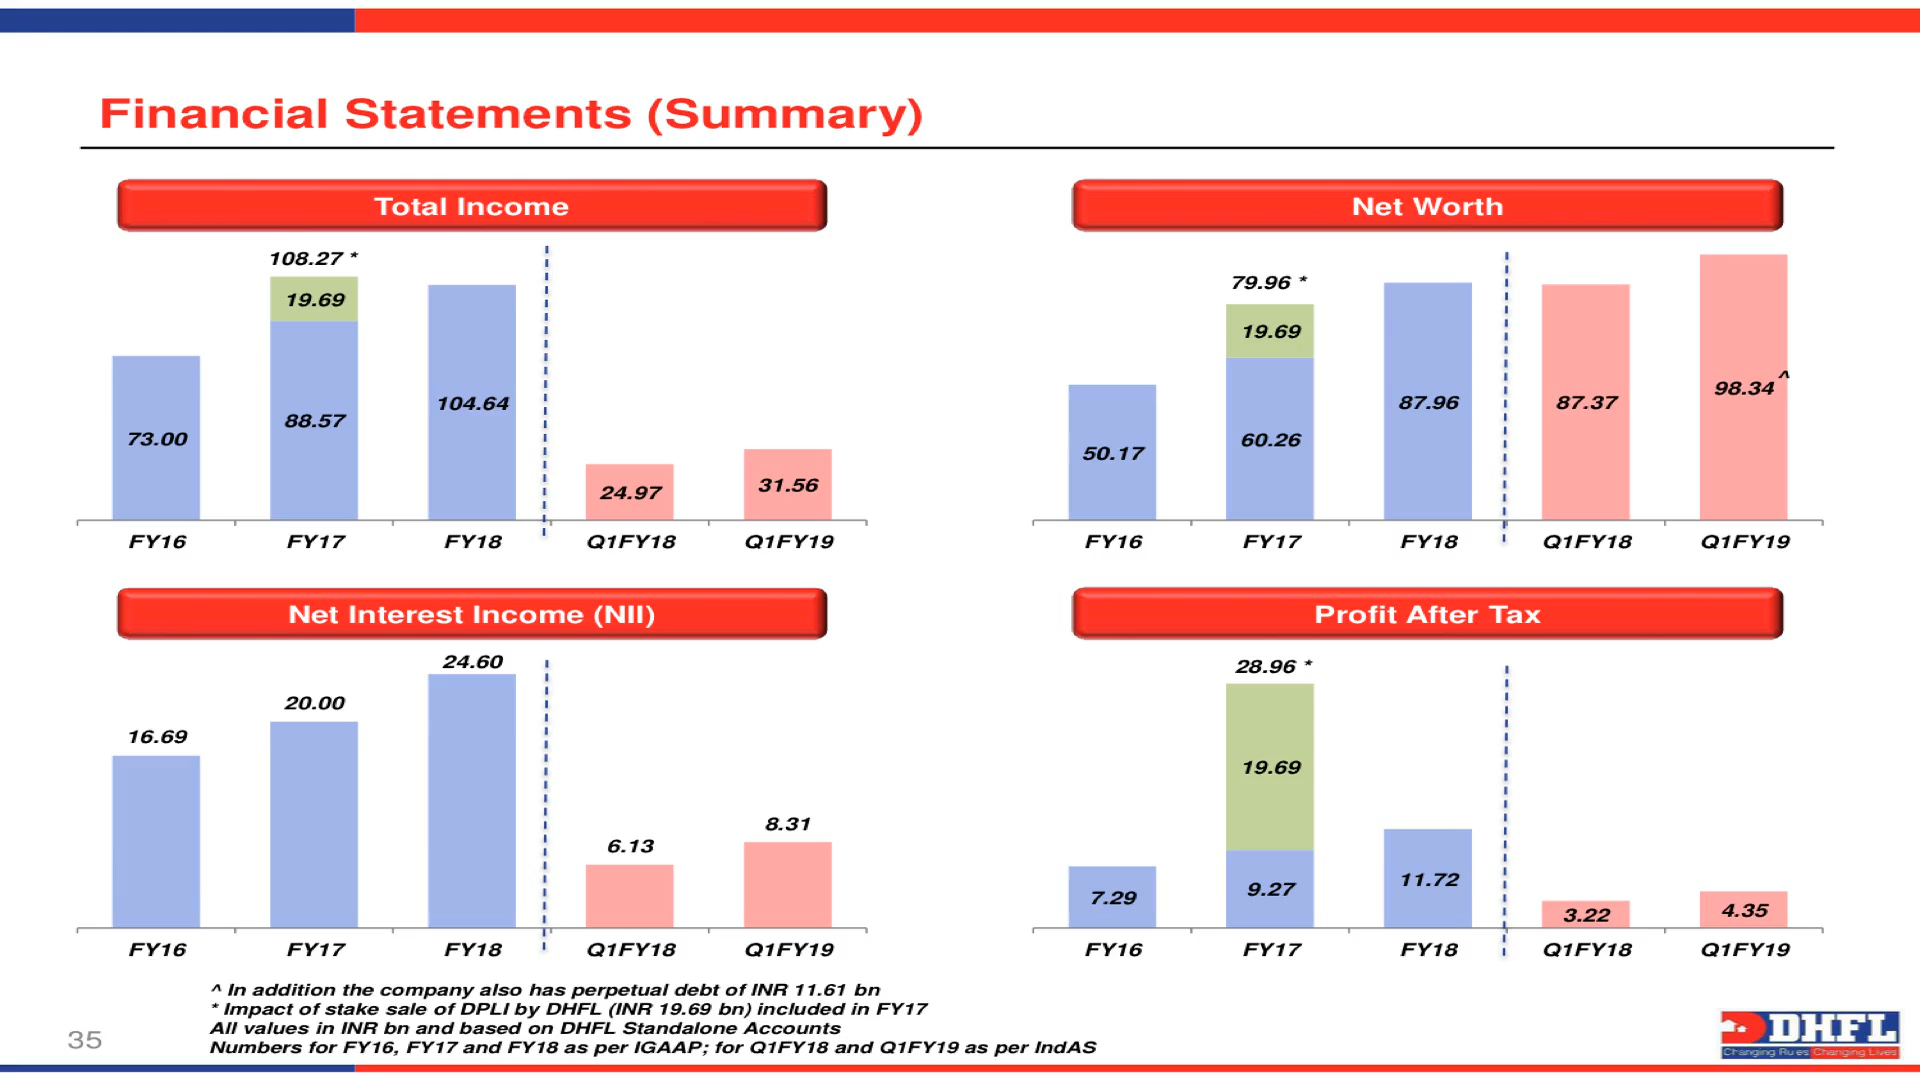 Financial Statements (Summary)
Total Income
108.27 *
19.69
73.00
88.57
104.64
24.97
31.56
FY16 FY17 FY18 Q1FY18 Q1FY19
Net Worth
79.96 *
19.69
50.17
60.26
87.96
87.37
98.34 ^
FY16 FY17 FY18 Q1FY18 Q1FY19
Net Interest Income (NII)
16.69
20.00
24.60
6.13
8.31
FY16 FY17 FY18 Q1FY18 Q1FY19
Profit After Tax
28.96 *
19.69
7.29
9.27
11.72
3.22
4.35
FY16 FY17 FY18 Q1FY18 Q1FY19
^ In addition the company also has perpetual debt of INR 11.61 bn
* Impact of stake sale of DPLI by DHFL (INR 19.69 bn) included in FY17
All values in INR bn and based on DHFL Standalone Accounts
Numbers for FY16, FY17 and FY18 as per IGAAP; for Q1FY18 and Q1FY19 as per IndAS
35
DHFL
Changing Rules Changing Lives